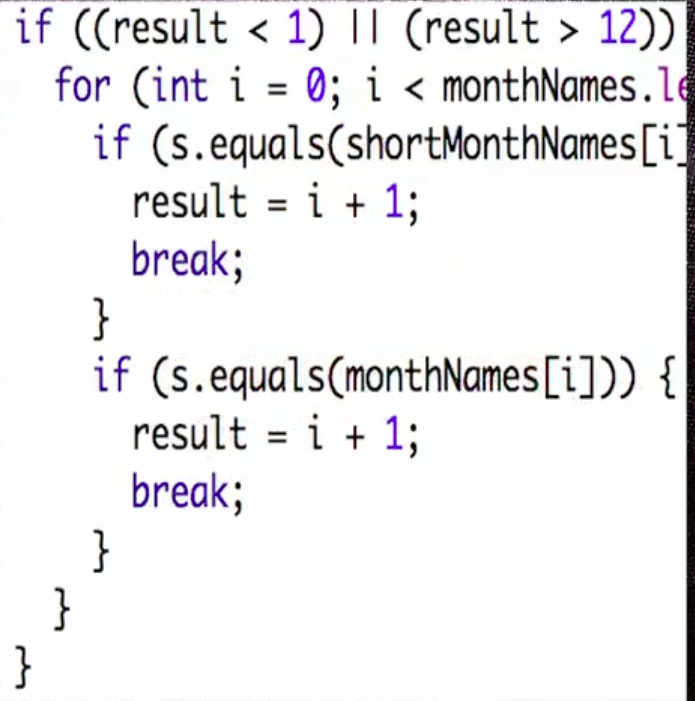 if ((result < 1) || (result > 12))
for (int i = 0; i < monthNames.le
if (s.equals(shortMonthNames[i]
result = i + 1;
break;
}
if (s.equals(monthNames[i])) {
result = i + 1;
break;
}
}
}